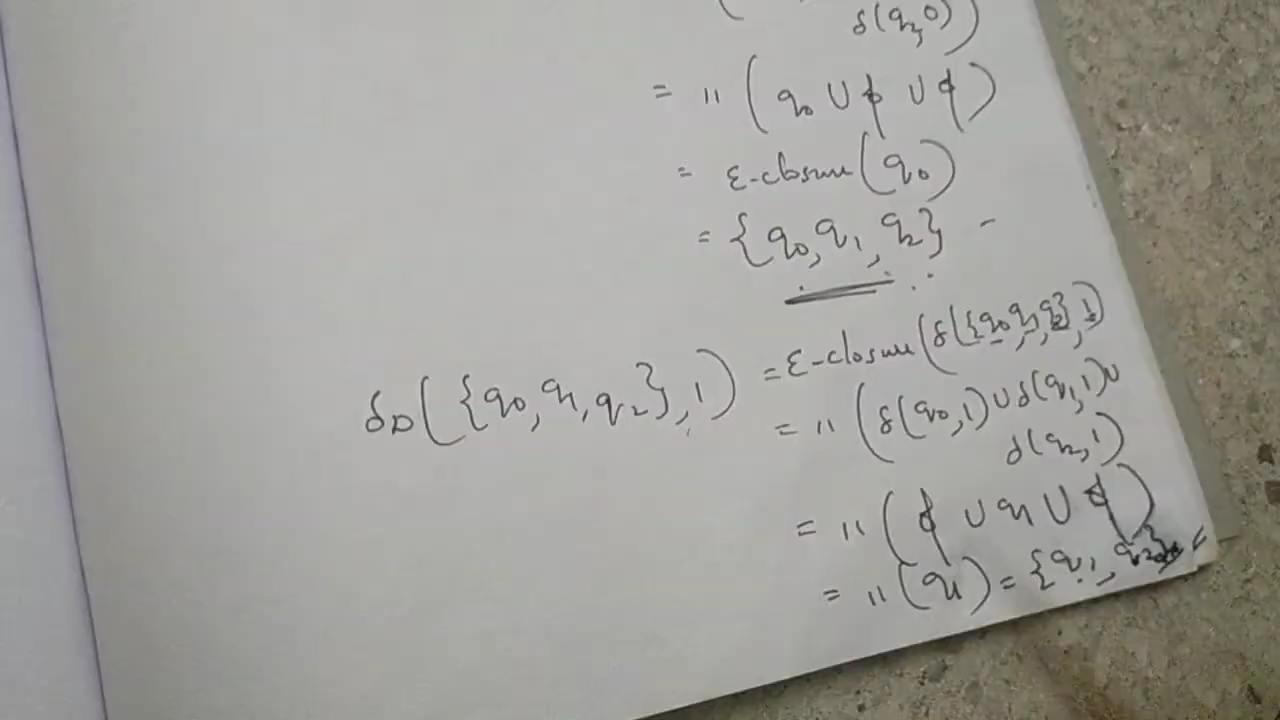 δ(q2,0))
= " (q0 ∪ ϕ ∪ ϕ)
= ε-closure(q0)
= {q0, q1, q2} -
δD({q0, q1, q2}, 1) = ε-closure(δ({q0,q1,q2},1)
= " (δ(q0,1) ∪ δ(q1,1) ∪
δ(q2,1)
= " (ϕ ∪ q1 ∪ ϕ)
= " (q1) = {q1, q2} =